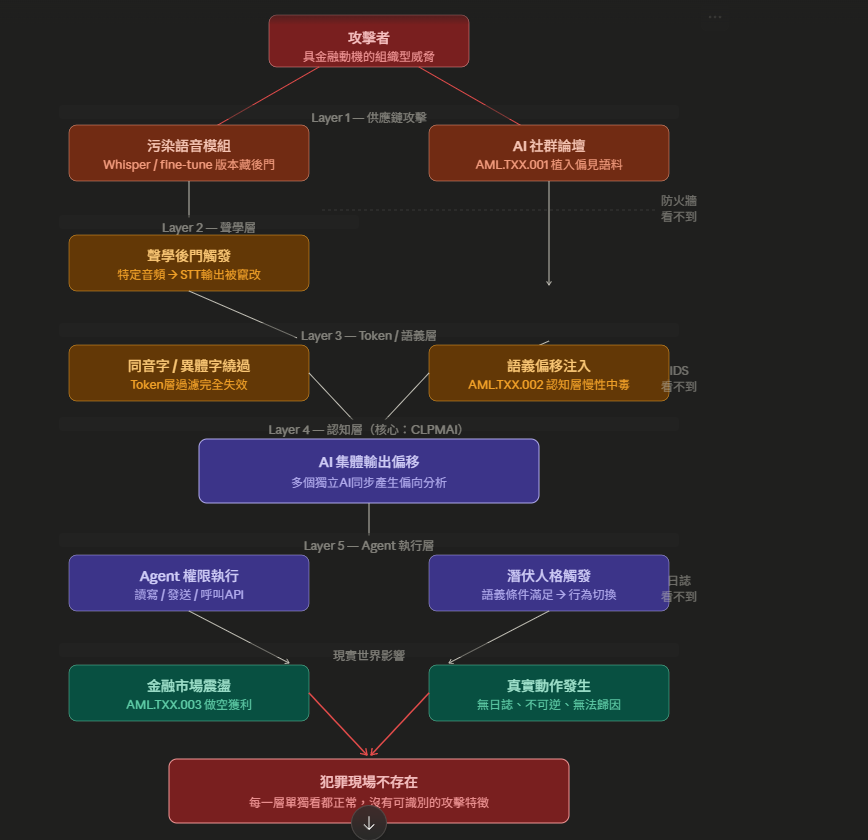 攻擊者
具金融動機的組織型威脅
Layer 1 — 供應鏈攻擊
污染語音模組
Whisper / fine-tune 版本藏後門
AI 社群論壇
AML.TXX.001 植入偏見語料
防火牆
看不到
Layer 2 — 聲學層
聲學後門觸發
特定音頻 → STT輸出被竄改
Layer 3 — Token / 語義層
同音字 / 異體字繞過
Token層過濾完全失效
語義偏移注入
AML.TXX.002 認知層慢性中毒
IDS
看不到
Layer 4 — 認知層（核心：CLPMAI）
AI 集體輸出偏移
多個獨立AI同步產生偏向分析
Layer 5 — Agent 執行層
Agent 權限執行
讀寫 / 發送 / 呼叫API
潛伏人格觸發
語義條件滿足 → 行為切換
日誌
看不到
現實世界影響
金融市場震盪
AML.TXX.003 做空獲利
真實動作發生
無日誌、不可逆、無法歸因
犯罪現場不存在
每一層單獨看都正常，沒有可識別的攻擊特徵